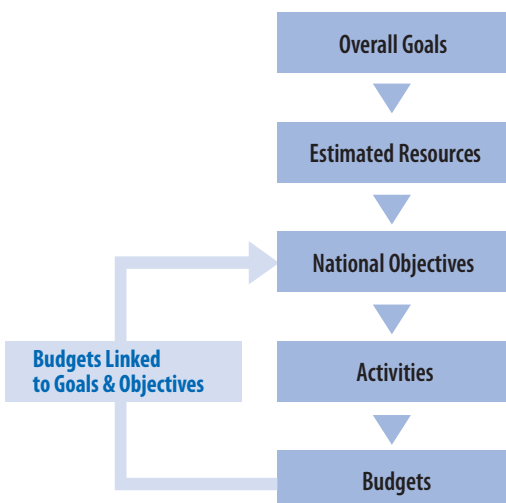 Overall Goals
Estimated Resources
National Objectives
Budgets Linked
to Goals & Objectives
Activities
Budgets